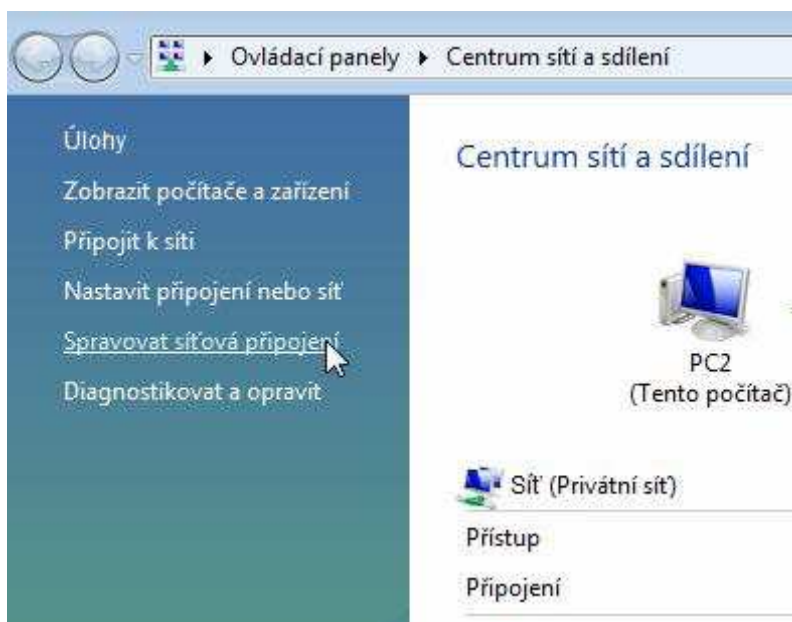 Ovládací panely
Centrum sítí a sdílení
Úlohy
Zobrazit počítače a zařízení
Připojit k síti
Nastavit připojení nebo síť
Spravovat síťová připojení
Diagnostikovat a opravit
Centrum sítí a sdílení
PC2
(Tento počítač)
Síť (Privátní síť)
Přístup
Připojení